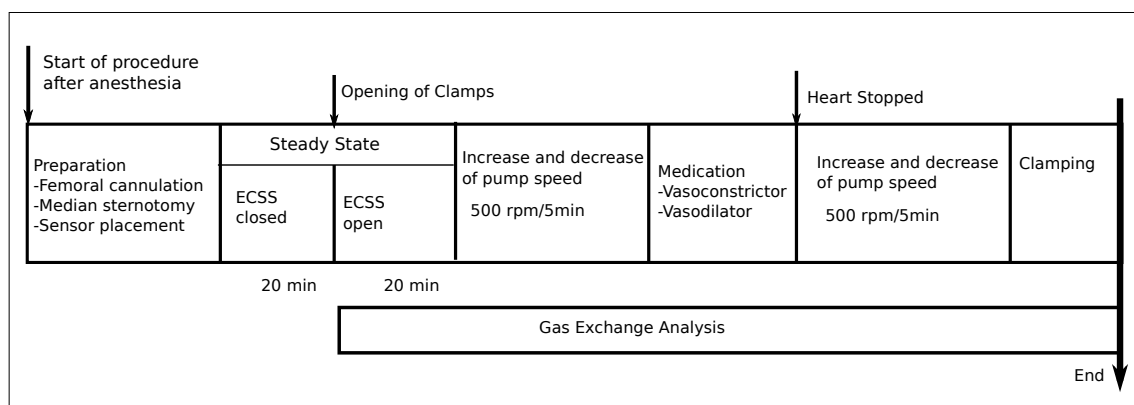 Start of procedure
after anesthesia
Opening of Clamps
Heart Stopped
Preparation
-Femoral cannulation
-Median sternotomy
-Sensor placement
Steady State
ECSS
closed
ECSS
open
Increase and decrease
of pump speed
500 rpm/5min
Medication
-Vasoconstrictor
-Vasodilator
Increase and decrease
of pump speed
500 rpm/5min
Clamping
20 min
20 min
Gas Exchange Analysis
End